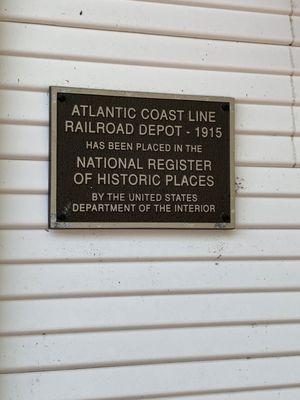 ATLANTIC COAST LINE
RAILROAD DEPOT - 1915
HAS BEEN PLACED IN THE
NATIONAL REGISTER
OF HISTORIC PLACES
BY THE UNITED STATES
DEPARTMENT OF THE INTERIOR